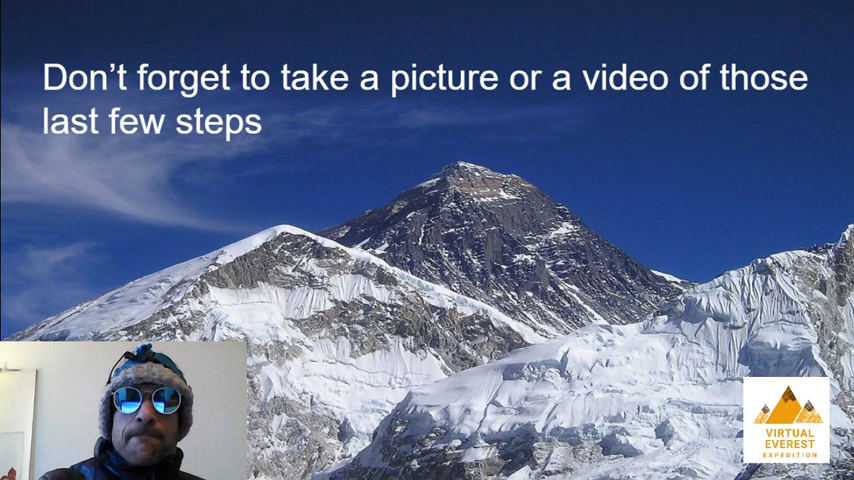 Don’t forget to take a picture or a video of those
last few steps
VIRTUAL
EVEREST
EXPEDITION